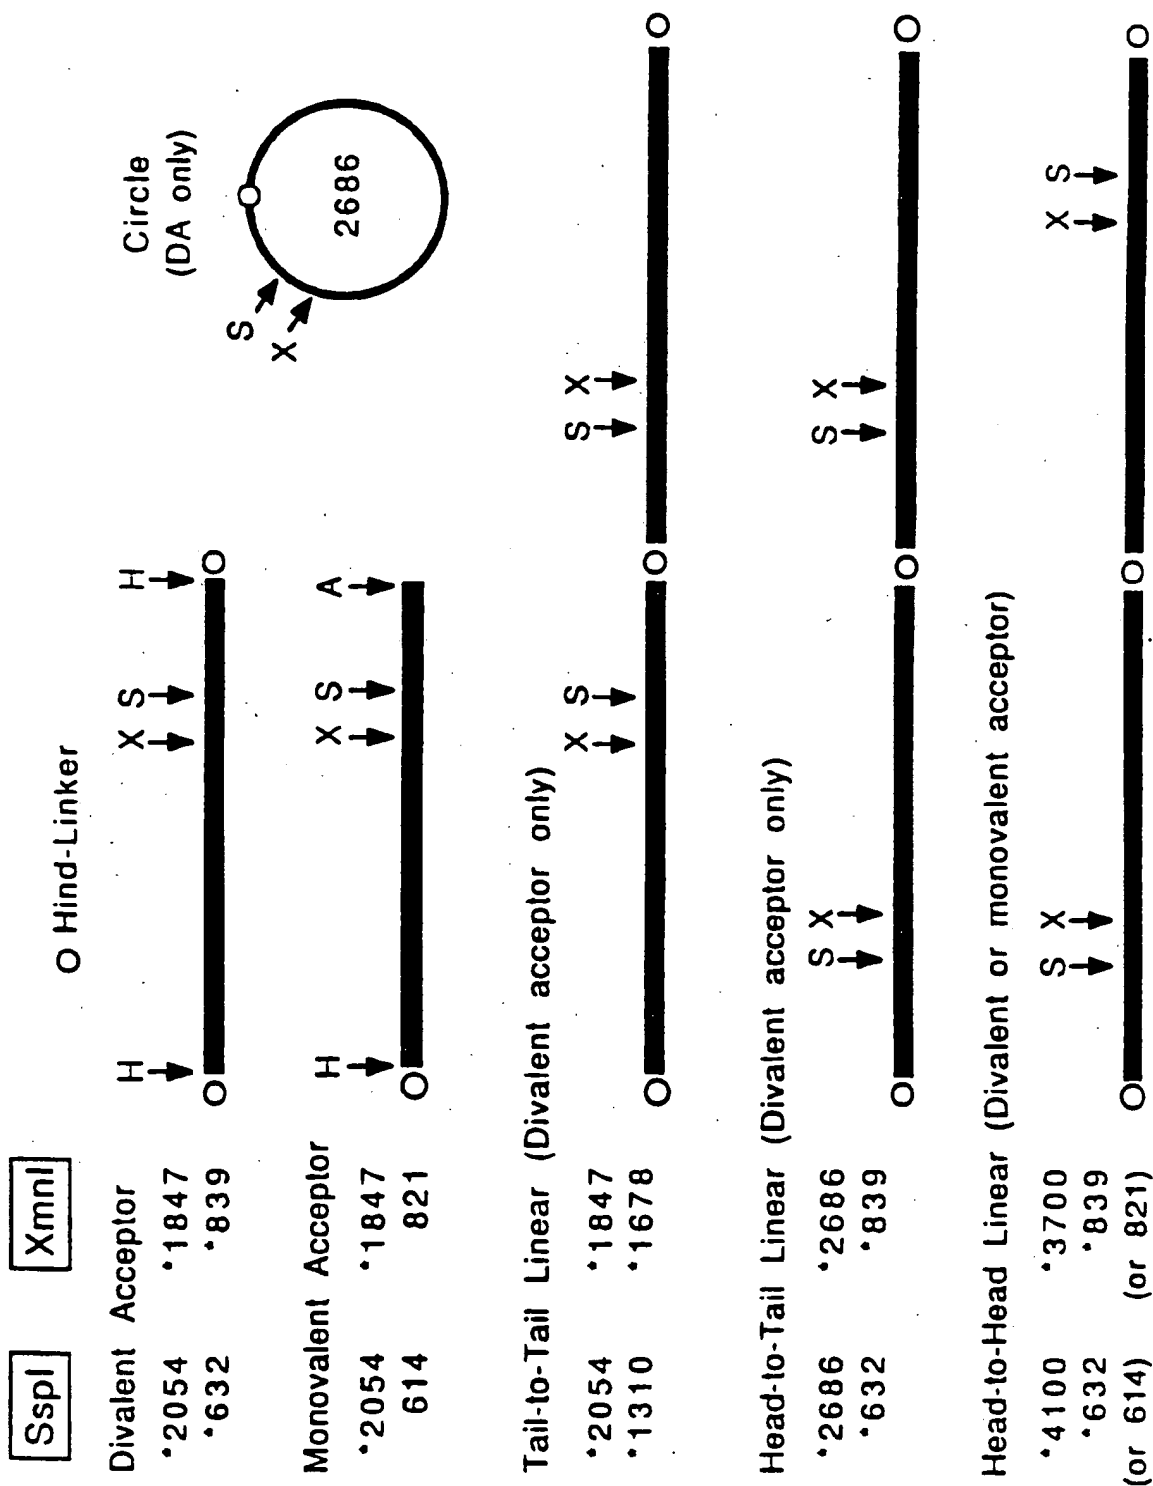 SspI XmnI
O Hind-Linker
Divalent Acceptor
*2054 *1847
*632 *839
H X S H
Circle
(DA only)
S
X
2686
Monovalent Acceptor
*2054 *1847
614 821
H X S A
Tail-to-Tail Linear (Divalent acceptor only)
*2054 *1847
*1310 *1678
X S S X
Head-to-Tail Linear (Divalent acceptor only)
*2686 *2686
*632 *839
S X S X
Head-to-Head Linear (Divalent or monovalent acceptor)
*4100 *3700
*632 *839
(or 614) (or 821)
S X X S